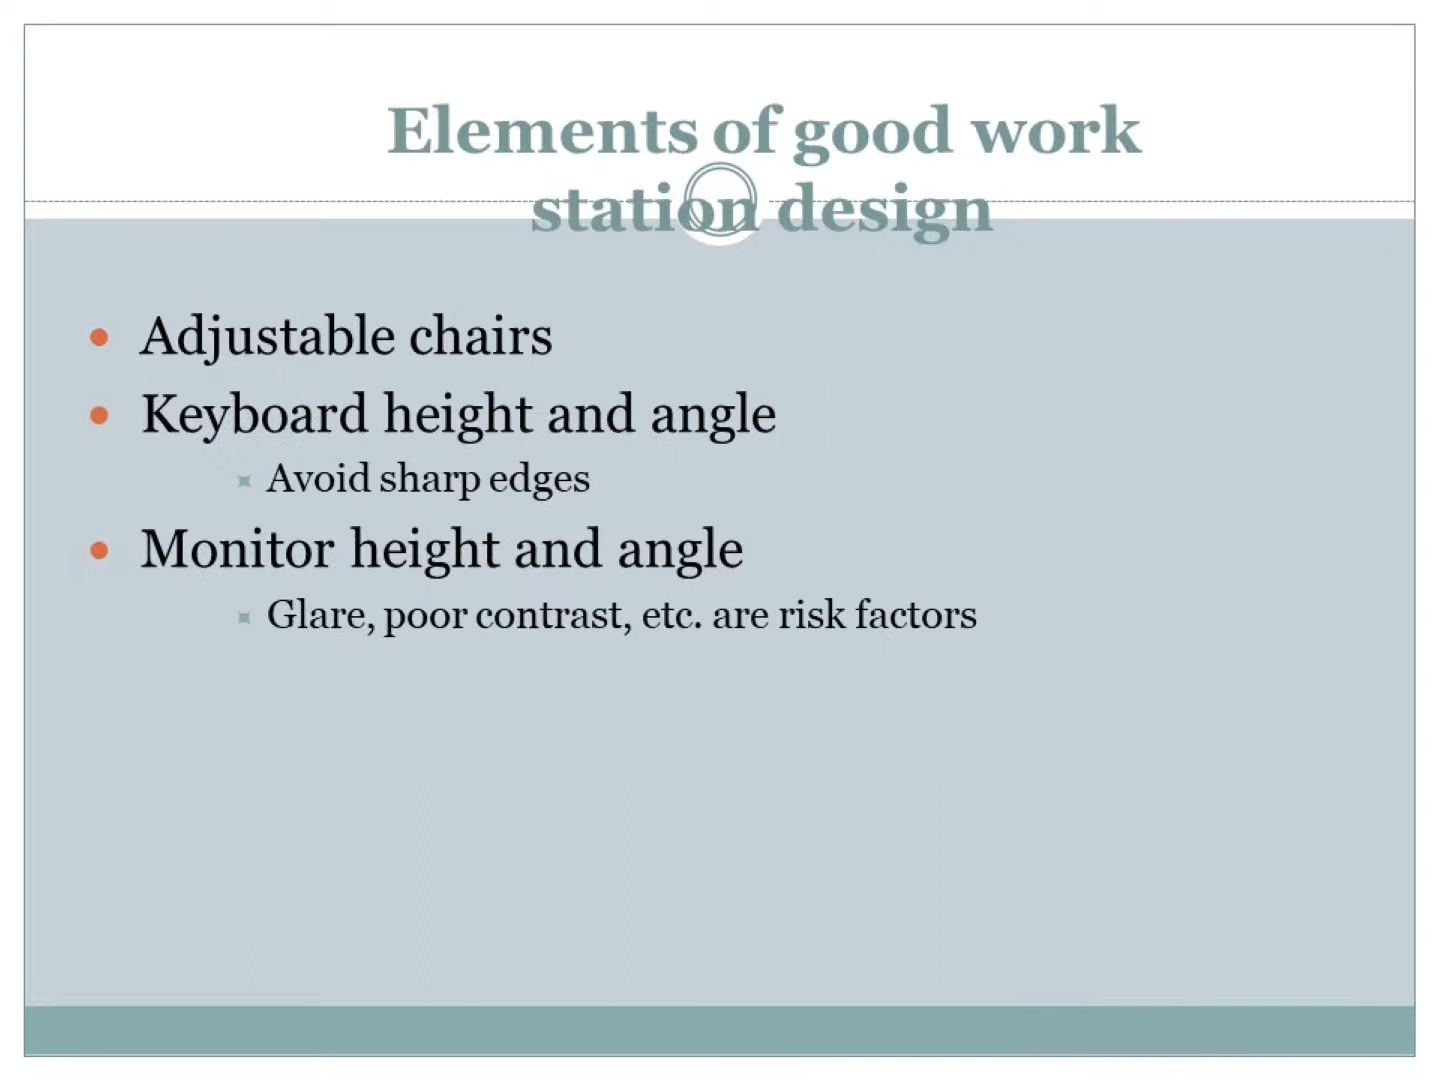 Elements of good work
station design
Adjustable chairs
Keyboard height and angle
Avoid sharp edges
Monitor height and angle
Glare, poor contrast, etc. are risk factors